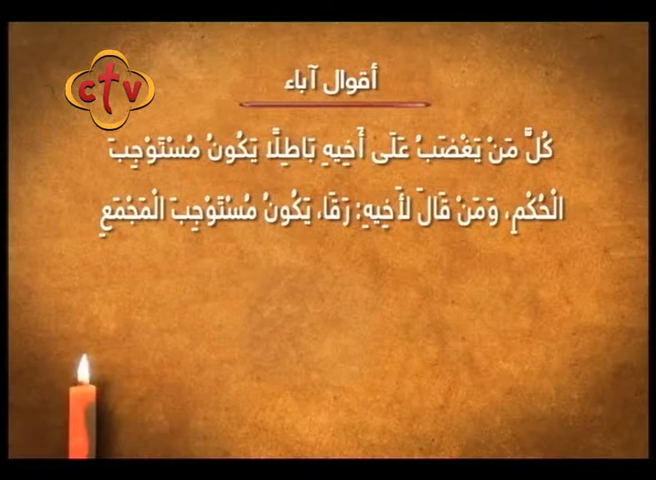 ctv
أقوال آباء
كُلَّ مَنْ يَغْضَبُ عَلَى أَخِيهِ بَاطِلًا يَكُونُ مُسْتَوْجِبَ
الْحُكْمِ، وَمَنْ قَالَ لأَخِيهِ: رَقَا، يَكُونُ مُسْتَوْجِبَ الْمَجْمَعِ